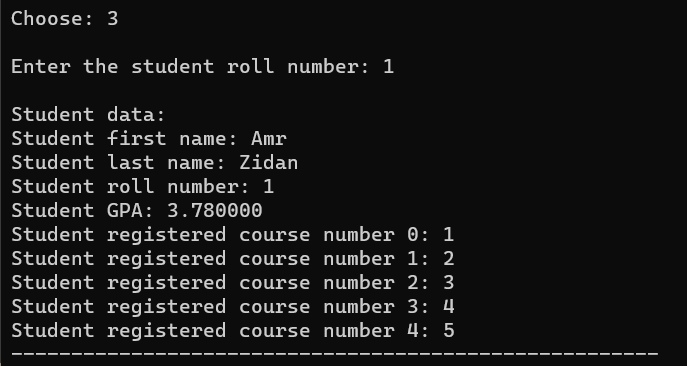 Choose: 3
Enter the student roll number: 1
Student data:
Student first name: Amr
Student last name: Zidan
Student roll number: 1
Student GPA: 3.780000
Student registered course number 0: 1
Student registered course number 1: 2
Student registered course number 2: 3
Student registered course number 3: 4
Student registered course number 4: 5
------------------------------------------------------